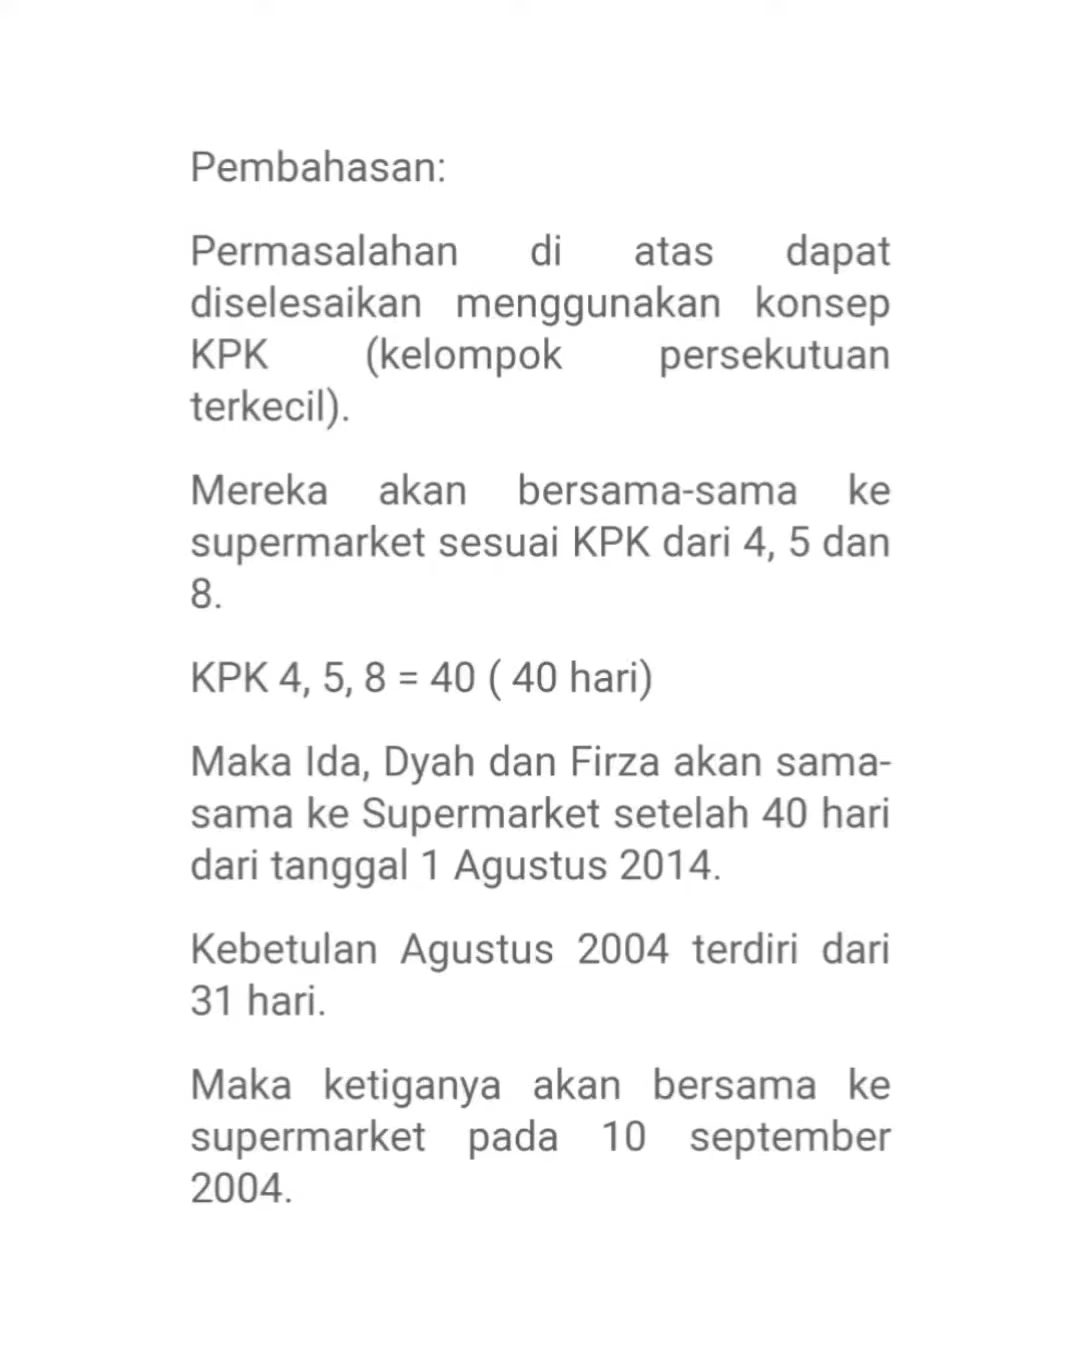 Pembahasan:
Permasalahan di atas dapat
diselesaikan menggunakan konsep
KPK (kelompok persekutuan
terkecil).
Mereka akan bersama-sama ke
supermarket sesuai KPK dari 4, 5 dan
8.
KPK 4, 5, 8 = 40 ( 40 hari)
Maka Ida, Dyah dan Firza akan sama-
sama ke Supermarket setelah 40 hari
dari tanggal 1 Agustus 2014.
Kebetulan Agustus 2004 terdiri dari
31 hari.
Maka ketiganya akan bersama ke
supermarket pada 10 september
2004.